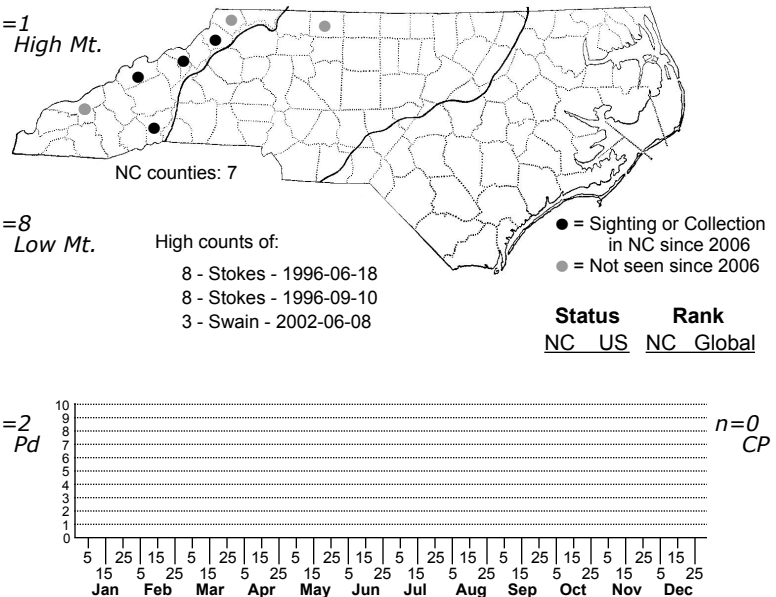 =1
High Mt.
NC counties: 7
=8
Low Mt.
High counts of:
8 - Stokes - 1996-06-18
8 - Stokes - 1996-09-10
3 - Swain - 2002-06-08
= Sighting or Collection
in NC since 2006
= Not seen since 2006
Status Rank
NC US NC Global
=2
Pd
n=0
CP
10
9
8
7
6
5
4
3
2
1
0
5 25 15 5 25 15 5 25 15 5 25 15 5 25 15 5 25 15
15 5 25 15 5 25 15 5 25 15 5 25 15 5 25 15 5 25
Jan Feb Mar Apr May Jun Jul Aug Sep Oct Nov Dec